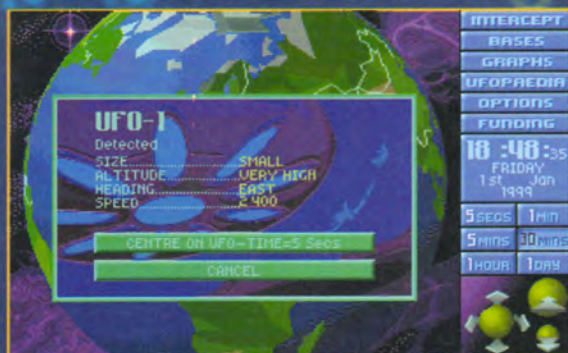 UFO-1
Detected
SIZE....................SMALL
ALTITUDE................VERY HIGH
HEADING.................EAST
SPEED...................2400
CENTRE ON UFO-TIME=5 Secs
CANCEL
INTERCEPT
BASES
GRAPHS
UFOPAEDIA
OPTIONS
FUNDING
18:48:35
FRIDAY
1st Jan
1999
5 SECS 1 MIN
5 MINS 30 MINS
1 HOUR 1 DAY